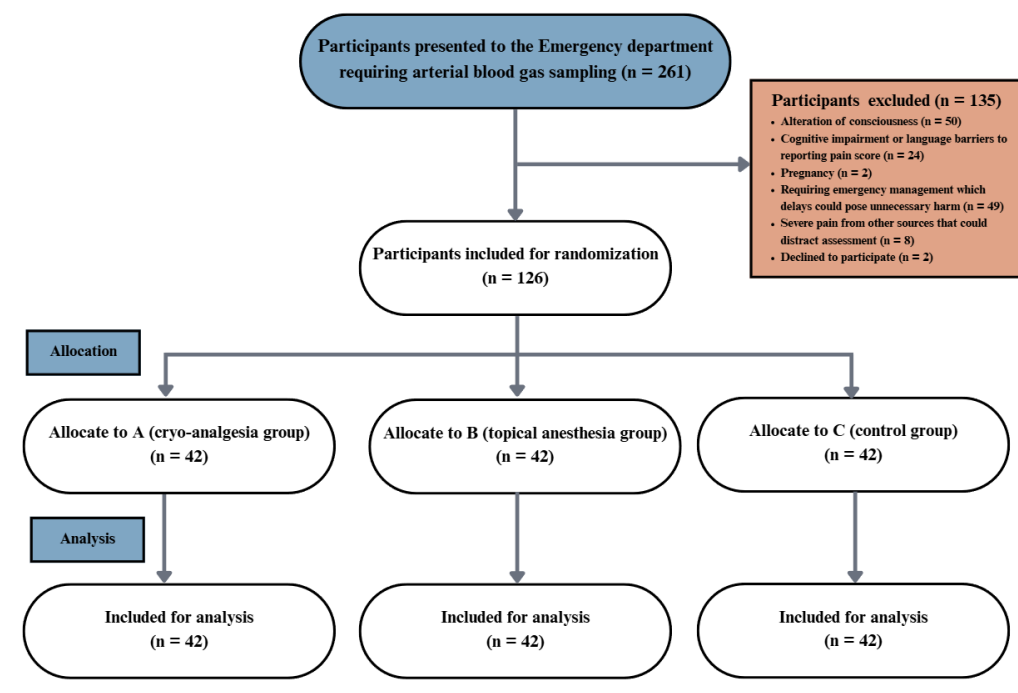 Participants presented to the Emergency department
requiring arterial blood gas sampling (n = 261)
Participants excluded (n = 135)
• Alteration of consciousness (n = 50)
• Cognitive impairment or language barriers to
reporting pain score (n = 24)
• Pregnancy (n = 2)
• Requiring emergency management which
delays could pose unnecessary harm (n = 49)
• Severe pain from other sources that could
distract assessment (n = 8)
• Declined to participate (n = 2)
Participants included for randomization
(n = 126)
Allocation
Allocate to A (cryo-analgesia group)
(n = 42)
Allocate to B (topical anesthesia group)
(n = 42)
Allocate to C (control group)
(n = 42)
Analysis
Included for analysis
(n = 42)
Included for analysis
(n = 42)
Included for analysis
(n = 42)